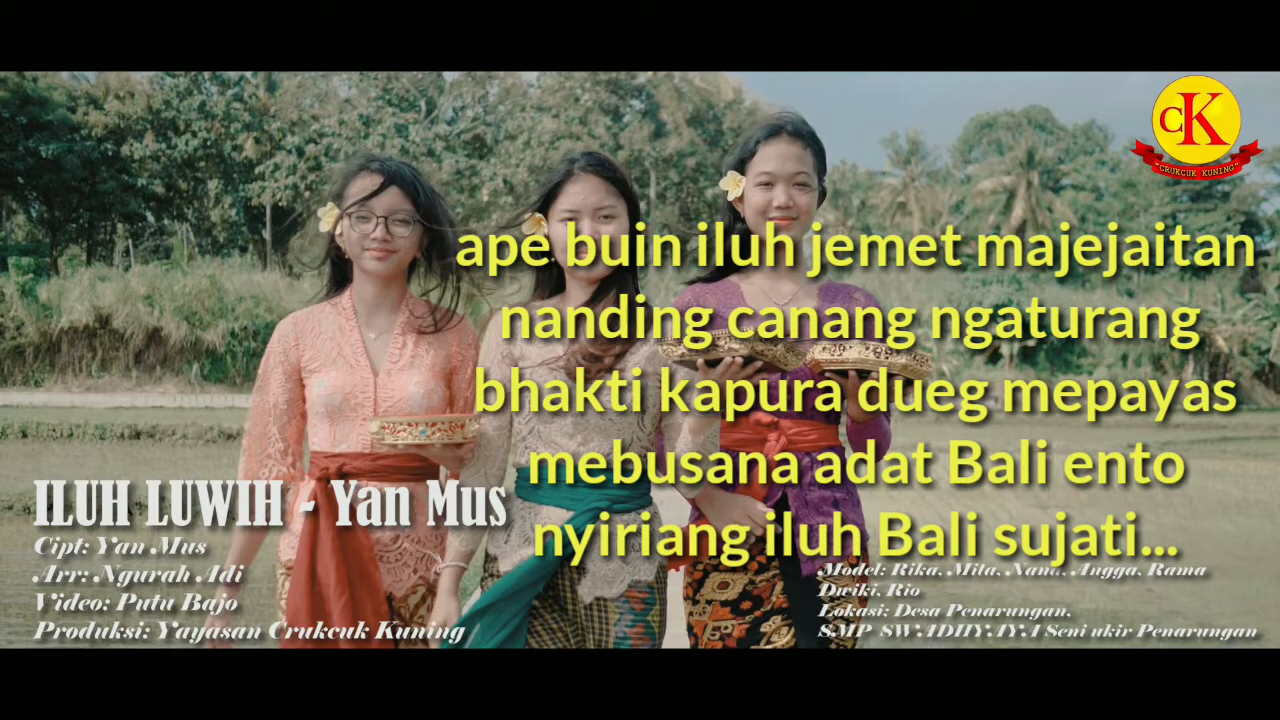 CK
"CRUKCUK KUNING"
ape buin iluh jemet majejaitan
nanding canang ngaturang
bhakti kapura dueg mepayas
mebusana adat Bali ento
nyiriang iluh Bali sujati...
ILUH LUWIH - Yan Mus
Cipt: Yan Mus
Arr: Ngurah Adi
Video: Putu Bajo
Produksi: Yayasan Crukcuk Kuning
Model: Rika, Mita, Nana, Angga, Rama
Dwiki, Rio
Lokasi: Desa Penarungan,
SMP SWADHYAYA Seni ukir Penarungan